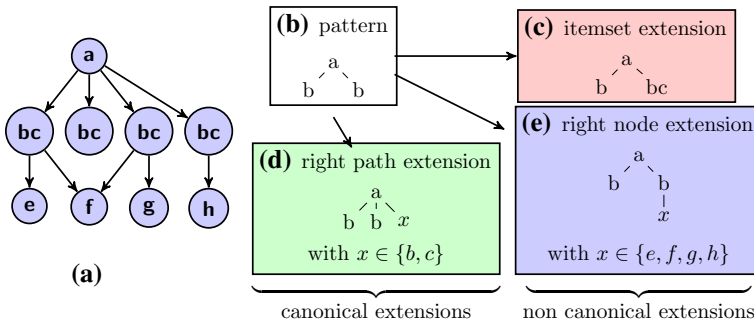 a
bc bc bc bc
e f g h
(a)
(b) pattern
a
b b
(c) itemset extension
a
b bc
(d) right path extension
a
b b x
with x ∈ {b, c}
(e) right node extension
a
b b
x
with x ∈ {e, f, g, h}
canonical extensions
non canonical extensions